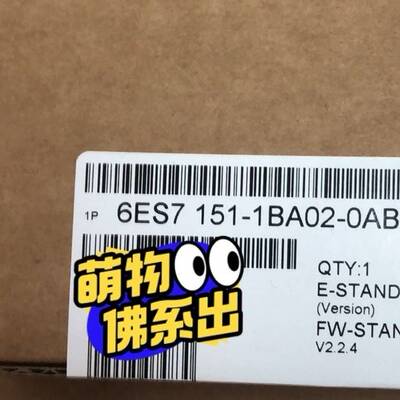 1P 6ES7 151-1BA02-0AB
萌物
佛系出
QTY:1
E-STAND
(Version)
FW-STAN
V2.2.4